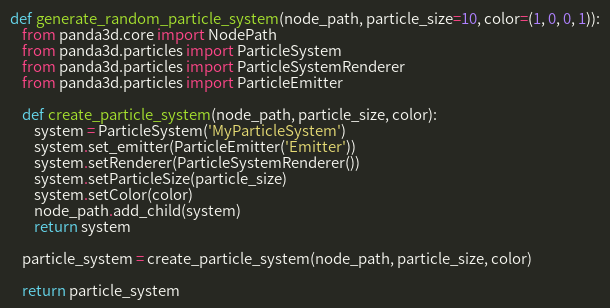 def generate_random_particle_system(node_path, particle_size=10, color=(1, 0, 0, 1)):
from panda3d.core import NodePath
from panda3d.particles import ParticleSystem
from panda3d.particles import ParticleSystemRenderer
from panda3d.particles import ParticleEmitter
def create_particle_system(node_path, particle_size, color):
system = ParticleSystem('MyParticleSystem')
system.set_emitter(ParticleEmitter('Emitter'))
system.setRenderer(ParticleSystemRenderer())
system.setParticleSize(particle_size)
system.setColor(color)
node_path.add_child(system)
return system
particle_system = create_particle_system(node_path, particle_size, color)
return particle_system